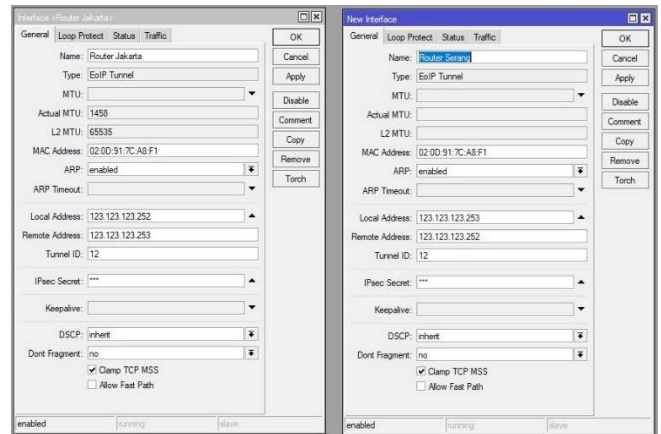 Interface <Router Jakarta>
General Loop Protect Status Traffic
Name: Router Jakarta
Type: EoIP Tunnel
MTU:
Actual MTU: 1458
L2 MTU: 65535
MAC Address: 02:0D:91:7C:A8:F1
ARP: enabled
ARP Timeout:
Local Address: 123.123.123.252
Remote Address: 123.123.123.253
Tunnel ID: 12
IPsec Secret: ***
Keepalive:
DSCP: inherit
Dont Fragment: no
Clamp TCP MSS
Allow Fast Path
OK
Cancel
Apply
Disable
Comment
Copy
Remove
Torch
enabled running slave
New Interface
General Loop Protect Status Traffic
Name: Router Serang
Type: EoIP Tunnel
MTU:
Actual MTU:
L2 MTU:
MAC Address: 02:0D:91:7C:A8:F1
ARP: enabled
ARP Timeout:
Local Address: 123.123.123.253
Remote Address: 123.123.123.252
Tunnel ID: 12
IPsec Secret: ***
Keepalive:
DSCP: inherit
Dont Fragment: no
Clamp TCP MSS
Allow Fast Path
OK
Cancel
Apply
Disable
Comment
Copy
Remove
Torch
enabled running slave